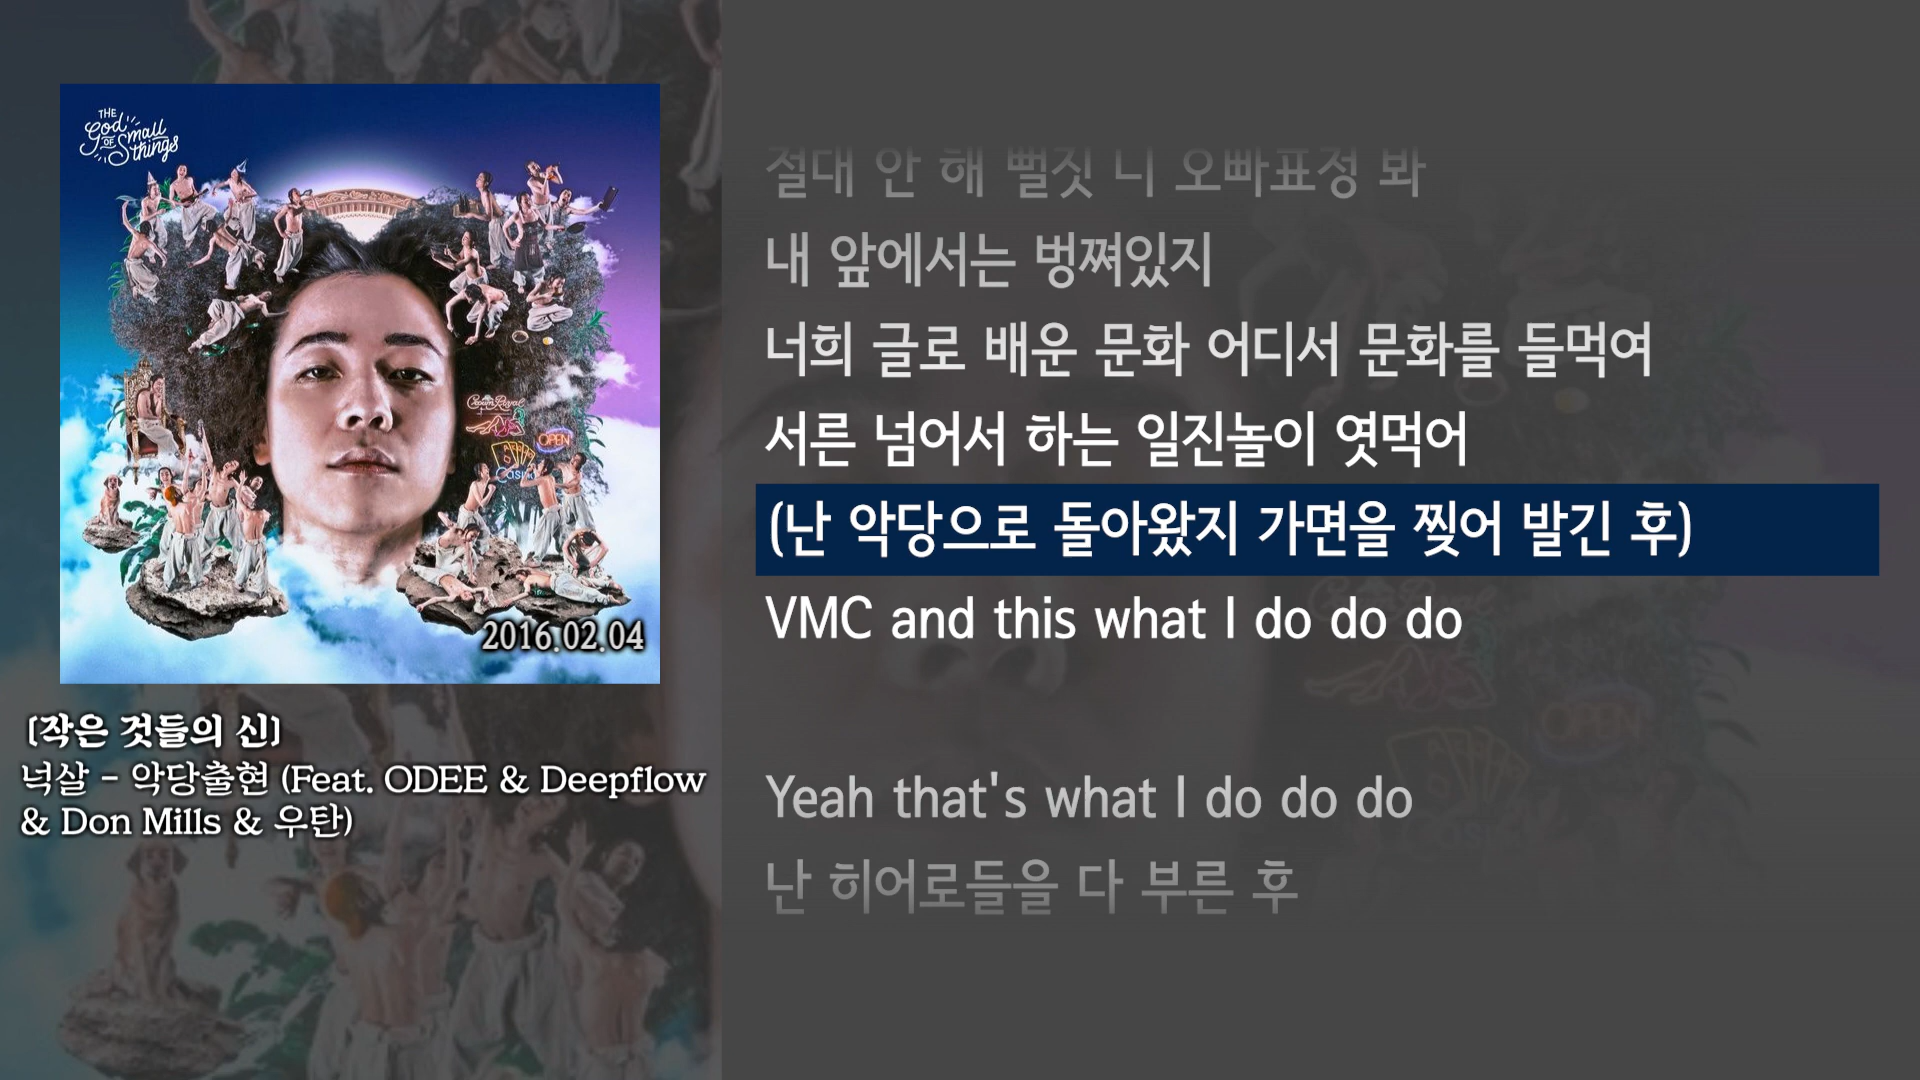 THE
God OF Small
things
Crown Royal
OPEN
Casino
2016.02.04
[작은 것들의 신]
넉살 - 악당출현 (Feat. ODEE & Deepflow
& Don Mills & 우탄)
절대 안 해 뻘짓 니 오빠표정 봐
내 앞에서는 벙쪄있지
너희 글로 배운 문화 어디서 문화를 들먹여
서른 넘어서 하는 일진놀이 엿먹어
(난 악당으로 돌아왔지 가면을 찢어 발긴 후)
VMC and this what I do do do
Yeah that's what I do do do
난 히어로들을 다 부른 후